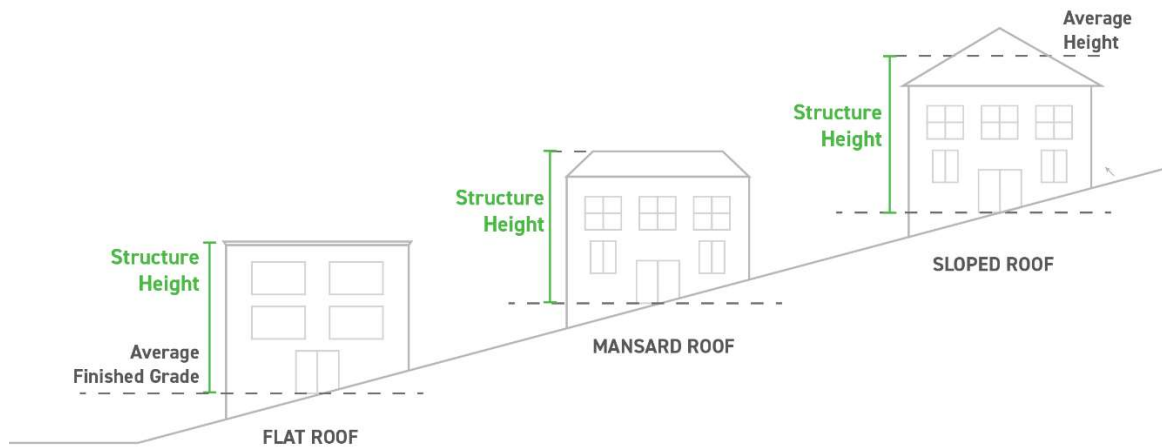 Average
Height
Structure
Height
SLOPED ROOF
Structure
Height
MANSARD ROOF
Structure
Height
Average
Finished Grade
FLAT ROOF